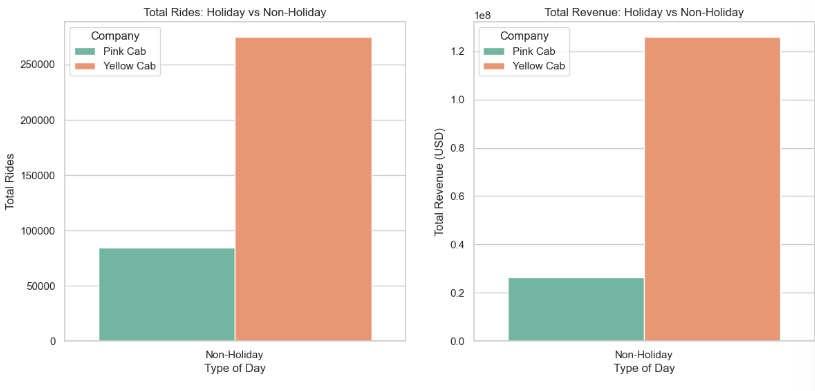 Total Rides: Holiday vs Non-Holiday
Company
Pink Cab
Yellow Cab
Total Rides
250000
200000
150000
100000
50000
0
Non-Holiday
Type of Day
Total Revenue: Holiday vs Non-Holiday
1e8
Company
Pink Cab
Yellow Cab
Total Revenue (USD)
1.2
1.0
0.8
0.6
0.4
0.2
0.0
Non-Holiday
Type of Day